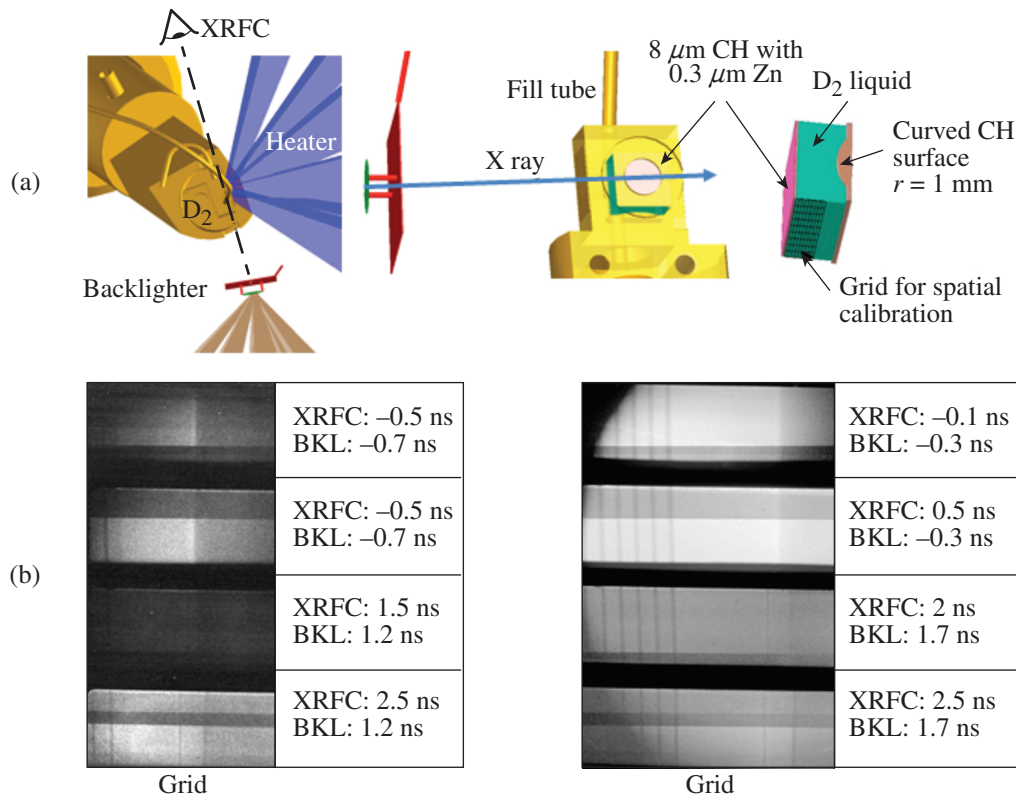 (a)
XRFC
Heater
D2
Backlighter
X ray
Fill tube
8 μm CH with
0.3 μm Zn
D2 liquid
Curved CH
surface
r = 1 mm
Grid for spatial
calibration
(b)
XRFC: –0.5 ns
BKL: –0.7 ns
XRFC: –0.5 ns
BKL: –0.7 ns
XRFC: 1.5 ns
BKL: 1.2 ns
XRFC: 2.5 ns
BKL: 1.2 ns
Grid
XRFC: –0.1 ns
BKL: –0.3 ns
XRFC: 0.5 ns
BKL: –0.3 ns
XRFC: 2 ns
BKL: 1.7 ns
XRFC: 2.5 ns
BKL: 1.7 ns
Grid